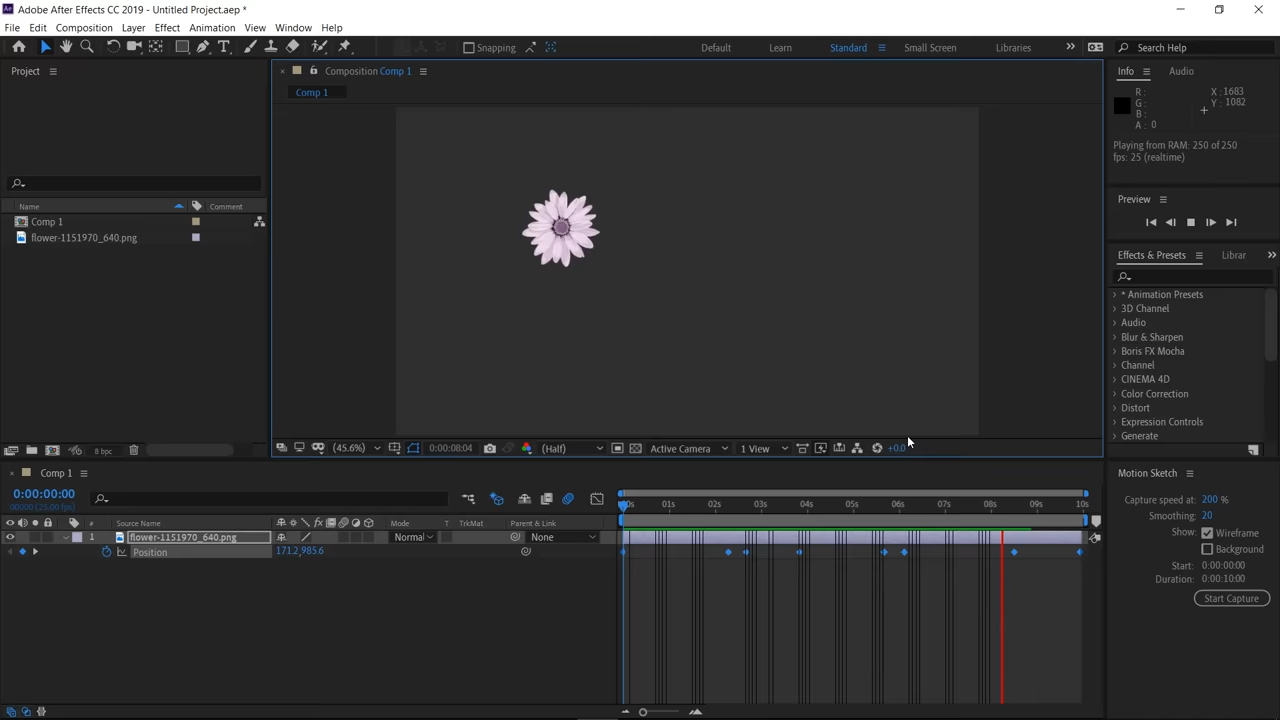 Adobe After Effects CC 2019 - Untitled Project.aep *
File Edit Composition Layer Effect Animation View Window Help
Snapping Default Learn Standard Small Screen Libraries Search Help
Project
Name Comment
Comp 1
flower-1151970_640.png
8 bpc
Composition Comp 1
Comp 1
(45.6%) 0:00:08:04 (Half) Active Camera 1 View +0.0
Info Audio
R: X: 1683
G: Y: 1082
B:
A: 0
Playing from RAM: 250 of 250
fps: 25 (realtime)
Preview
Effects & Presets Librar
* Animation Presets
3D Channel
Audio
Blur & Sharpen
Boris FX Mocha
Channel
CINEMA 4D
Color Correction
Distort
Expression Controls
Generate
Comp 1
0:00:00:00
00000 (25.00 fps)
01s 02s 03s 04s 05s 06s 07s 08s 09s 10s
# Source Name Mode T TrkMat Parent & Link
1 flower-1151970_640.png Normal None
Position 171.2,985.6
Motion Sketch
Capture speed at: 200 %
Smoothing: 20
Show: Wireframe
Background
Start: 0:00:00:00
Duration: 0:00:10:00
Start Capture